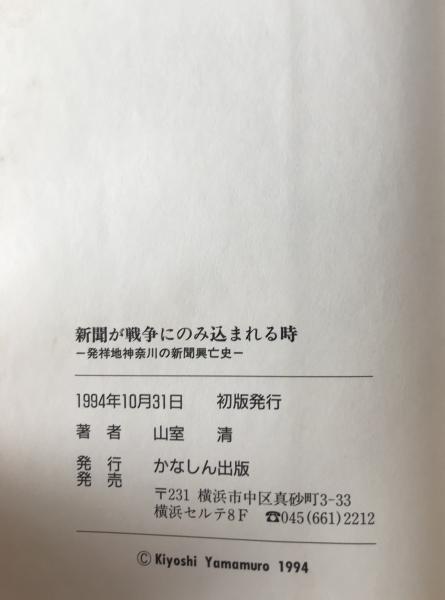 新聞が戦争にのみ込まれる時
－発祥地神奈川の新聞興亡史－
1994年10月31日　初版発行
著者　山室　清
発行
発売　かなしん出版
〒231 横浜市中区真砂町3-33
横浜セルテ8F ☎045(661)2212
©Kiyoshi Yamamuro 1994